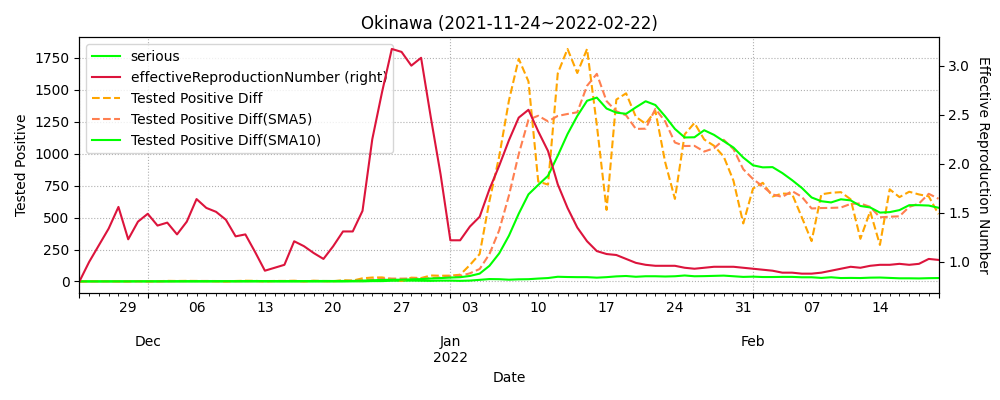 Okinawa (2021-11-24~2022-02-22)
serious
effectiveReproductionNumber (right)
Tested Positive Diff
Tested Positive Diff(SMA5)
Tested Positive Diff(SMA10)
Tested Positive
1750
1500
1250
1000
750
500
250
0
Effective Reproduction Number
3.0
2.5
2.0
1.5
1.0
29 06 13 20 27 03 10 17 24 31 07 14
Dec Jan Feb
2022
Date